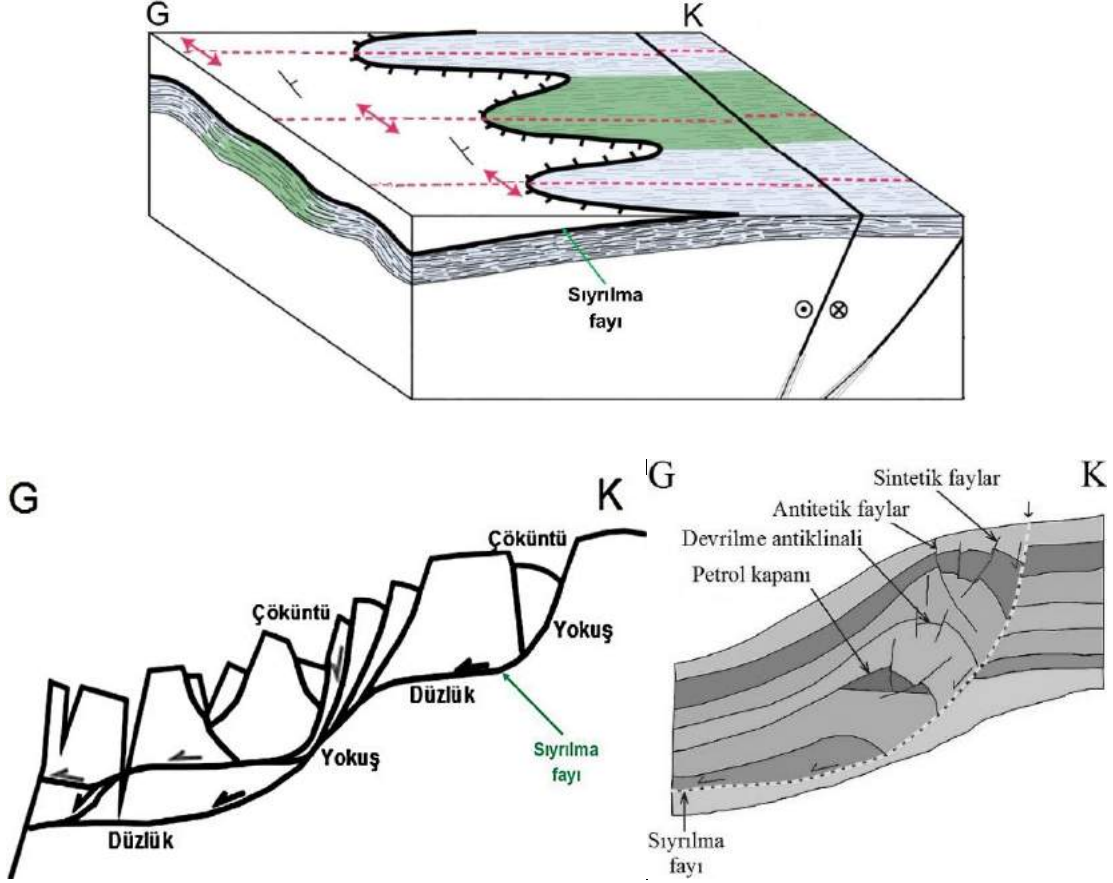 G
K
Sıyrılma
fayı
G
K
Çöküntü
Çöküntü
Yokuş
Düzlük
Yokuş
Sıyrılma
fayı
Düzlük
G
K
Sintetik faylar
Antitetik faylar
Devrilme antiklinali
Petrol kapanı
Sıyrılma
fayı